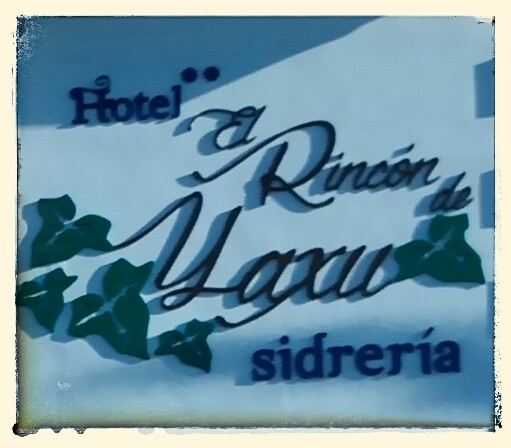 Hotel**
El
Rincón
de
Yaxu
sidrería